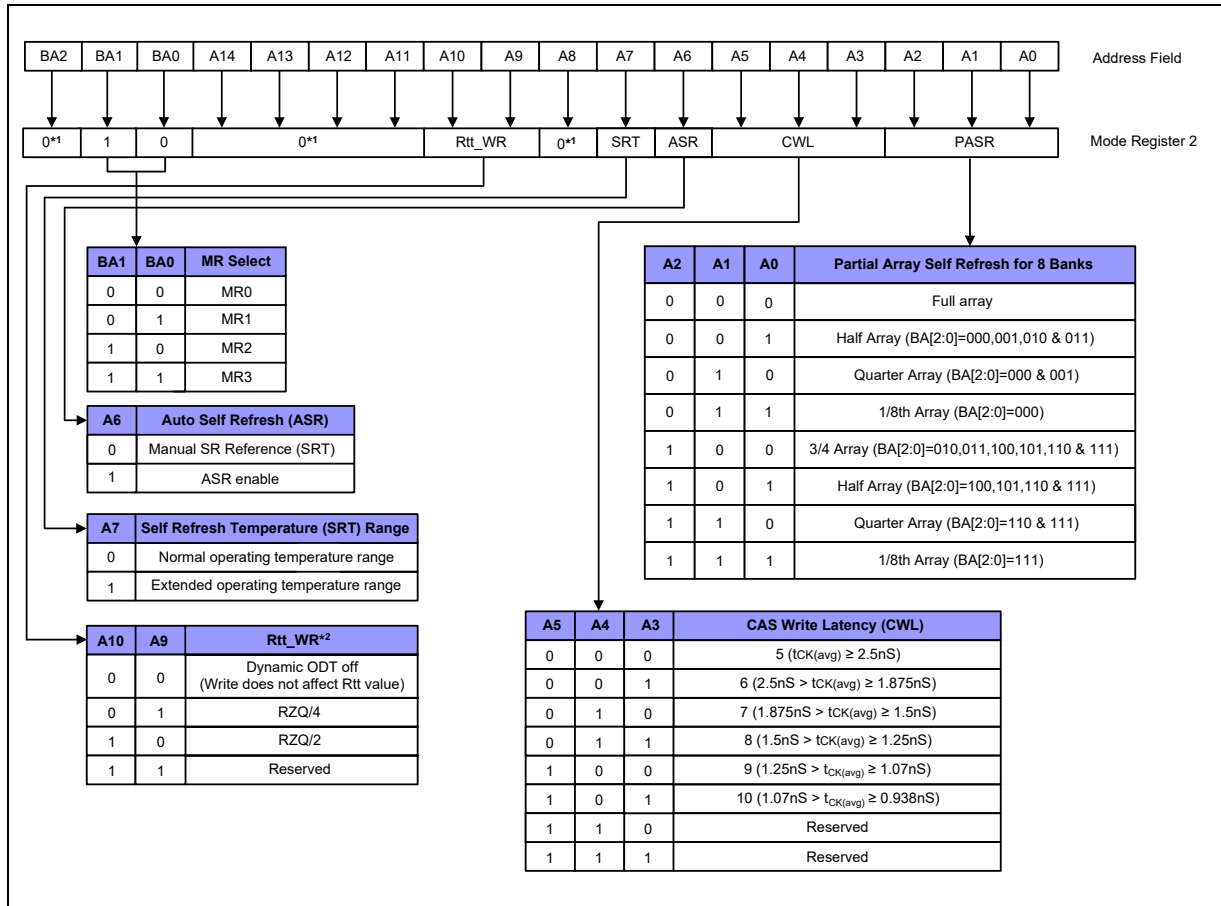 BA2 BA1 BA0 A14 A13 A12 A11 A10 A9 A8 A7 A6 A5 A4 A3 A2 A1 A0 Address Field
0*1 1 0 0*1 Rtt_WR 0*1 SRT ASR CWL PASR Mode Register 2
BA1 BA0 MR Select
0 0 MR0
0 1 MR1
1 0 MR2
1 1 MR3
A6 Auto Self Refresh (ASR)
0 Manual SR Reference (SRT)
1 ASR enable
A7 Self Refresh Temperature (SRT) Range
0 Normal operating temperature range
1 Extended operating temperature range
A10 A9 Rtt_WR*2
0 0 Dynamic ODT off
(Write does not affect Rtt value)
0 1 RZQ/4
1 0 RZQ/2
1 1 Reserved
A2 A1 A0 Partial Array Self Refresh for 8 Banks
0 0 0 Full array
0 0 1 Half Array (BA[2:0]=000,001,010 & 011)
0 1 0 Quarter Array (BA[2:0]=000 & 001)
0 1 1 1/8th Array (BA[2:0]=000)
1 0 0 3/4 Array (BA[2:0]=010,011,100,101,110 & 111)
1 0 1 Half Array (BA[2:0]=100,101,110 & 111)
1 1 0 Quarter Array (BA[2:0]=110 & 111)
1 1 1 1/8th Array (BA[2:0]=111)
A5 A4 A3 CAS Write Latency (CWL)
0 0 0 5 (tCK(avg) ≥ 2.5nS)
0 0 1 6 (2.5nS > tCK(avg) ≥ 1.875nS)
0 1 0 7 (1.875nS > tCK(avg) ≥ 1.5nS)
0 1 1 8 (1.5nS > tCK(avg) ≥ 1.25nS)
1 0 0 9 (1.25nS > tCK(avg) ≥ 1.07nS)
1 0 1 10 (1.07nS > tCK(avg) ≥ 0.938nS)
1 1 0 Reserved
1 1 1 Reserved